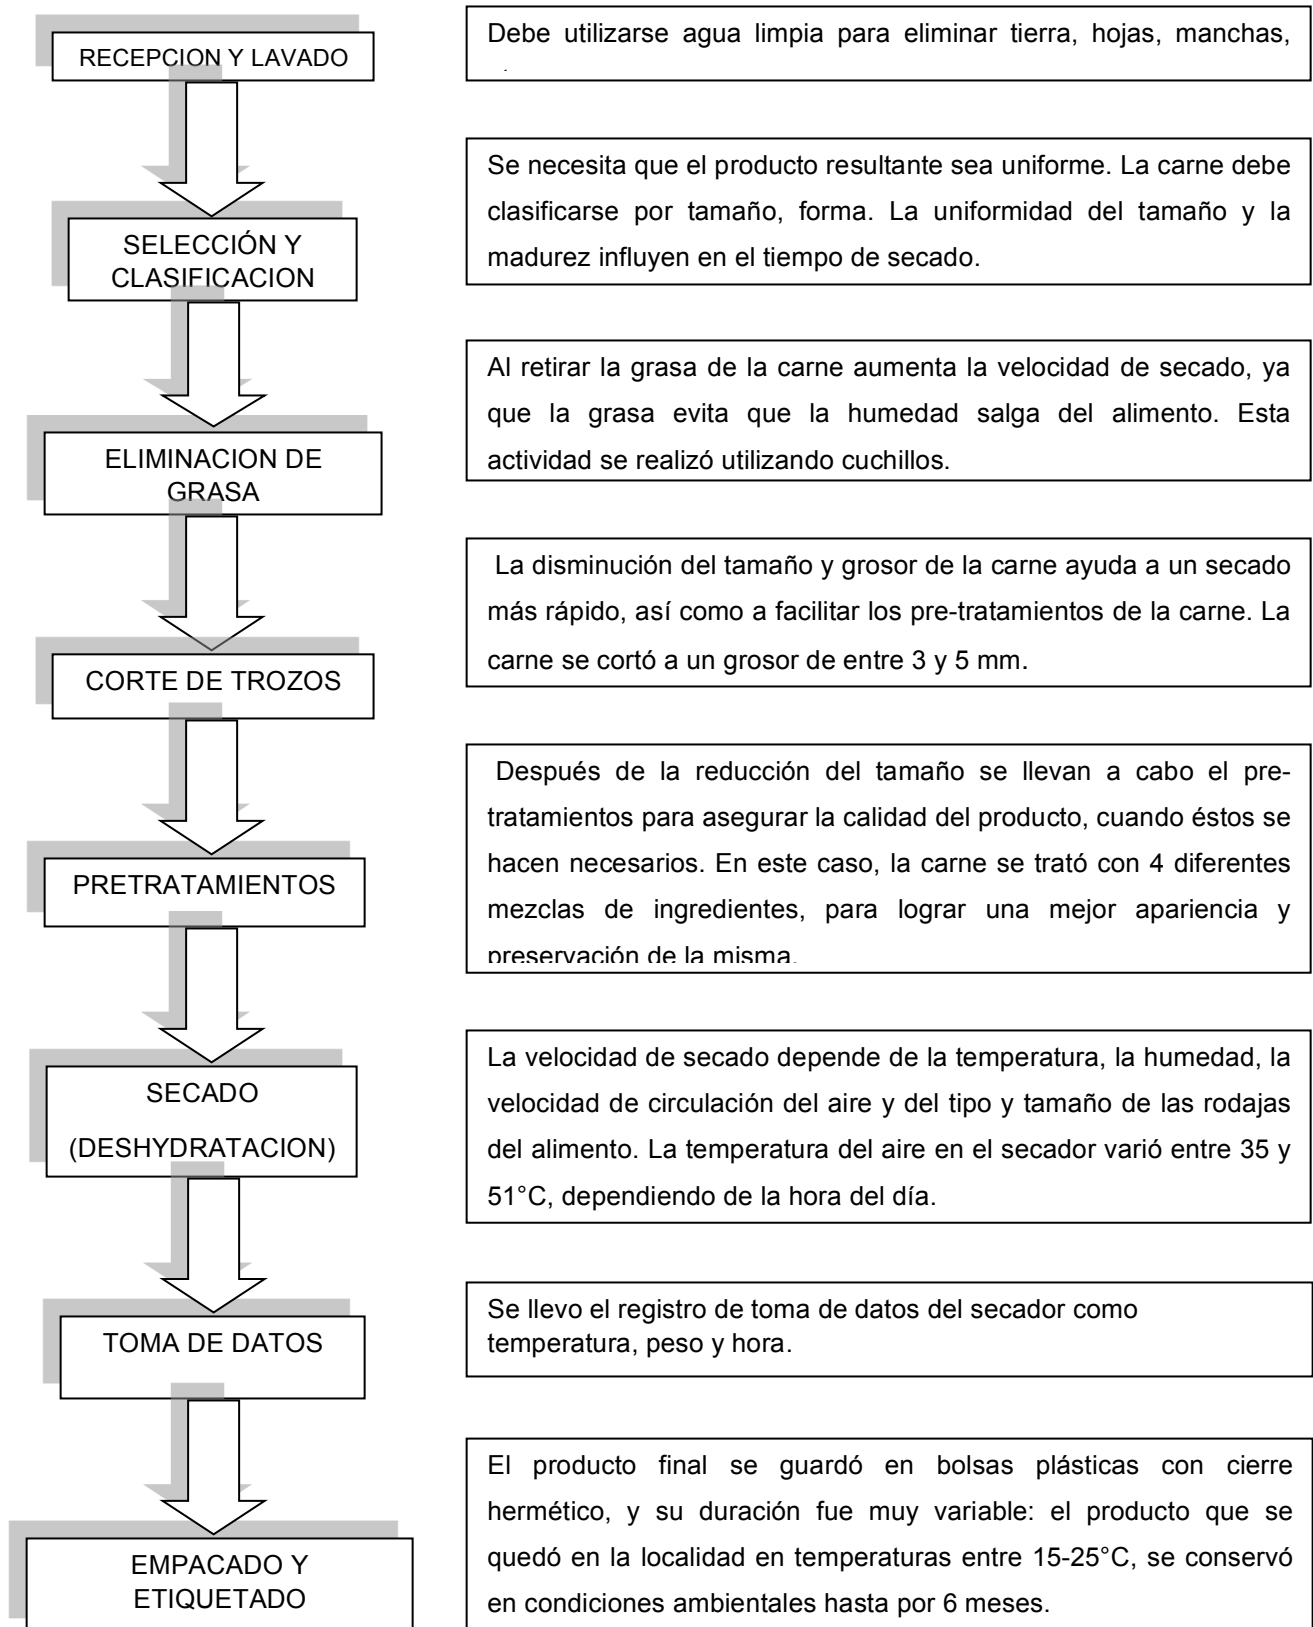 RECEPCION Y LAVADO
Debe utilizarse agua limpia para eliminar tierra, hojas, manchas,
SELECCIÓN Y
CLASIFICACION
Se necesita que el producto resultante sea uniforme. La carne debe
clasificarse por tamaño, forma. La uniformidad del tamaño y la
madurez influyen en el tiempo de secado.
ELIMINACION DE
GRASA
Al retirar la grasa de la carne aumenta la velocidad de secado, ya
que la grasa evita que la humedad salga del alimento. Esta
actividad se realizó utilizando cuchillos.
CORTE DE TROZOS
La disminución del tamaño y grosor de la carne ayuda a un secado
más rápido, así como a facilitar los pre-tratamientos de la carne. La
carne se cortó a un grosor de entre 3 y 5 mm.
PRETRATAMIENTOS
Después de la reducción del tamaño se llevan a cabo el pre-
tratamientos para asegurar la calidad del producto, cuando éstos se
hacen necesarios. En este caso, la carne se trató con 4 diferentes
mezclas de ingredientes, para lograr una mejor apariencia y
preservación de la misma.
SECADO
(DESHYDRATACION)
La velocidad de secado depende de la temperatura, la humedad, la
velocidad de circulación del aire y del tipo y tamaño de las rodajas
del alimento. La temperatura del aire en el secador varió entre 35 y
51°C, dependiendo de la hora del día.
TOMA DE DATOS
Se llevo el registro de toma de datos del secador como
temperatura, peso y hora.
EMPACADO Y
ETIQUETADO
El producto final se guardó en bolsas plásticas con cierre
hermético, y su duración fue muy variable: el producto que se
quedó en la localidad en temperaturas entre 15-25°C, se conservó
en condiciones ambientales hasta por 6 meses.